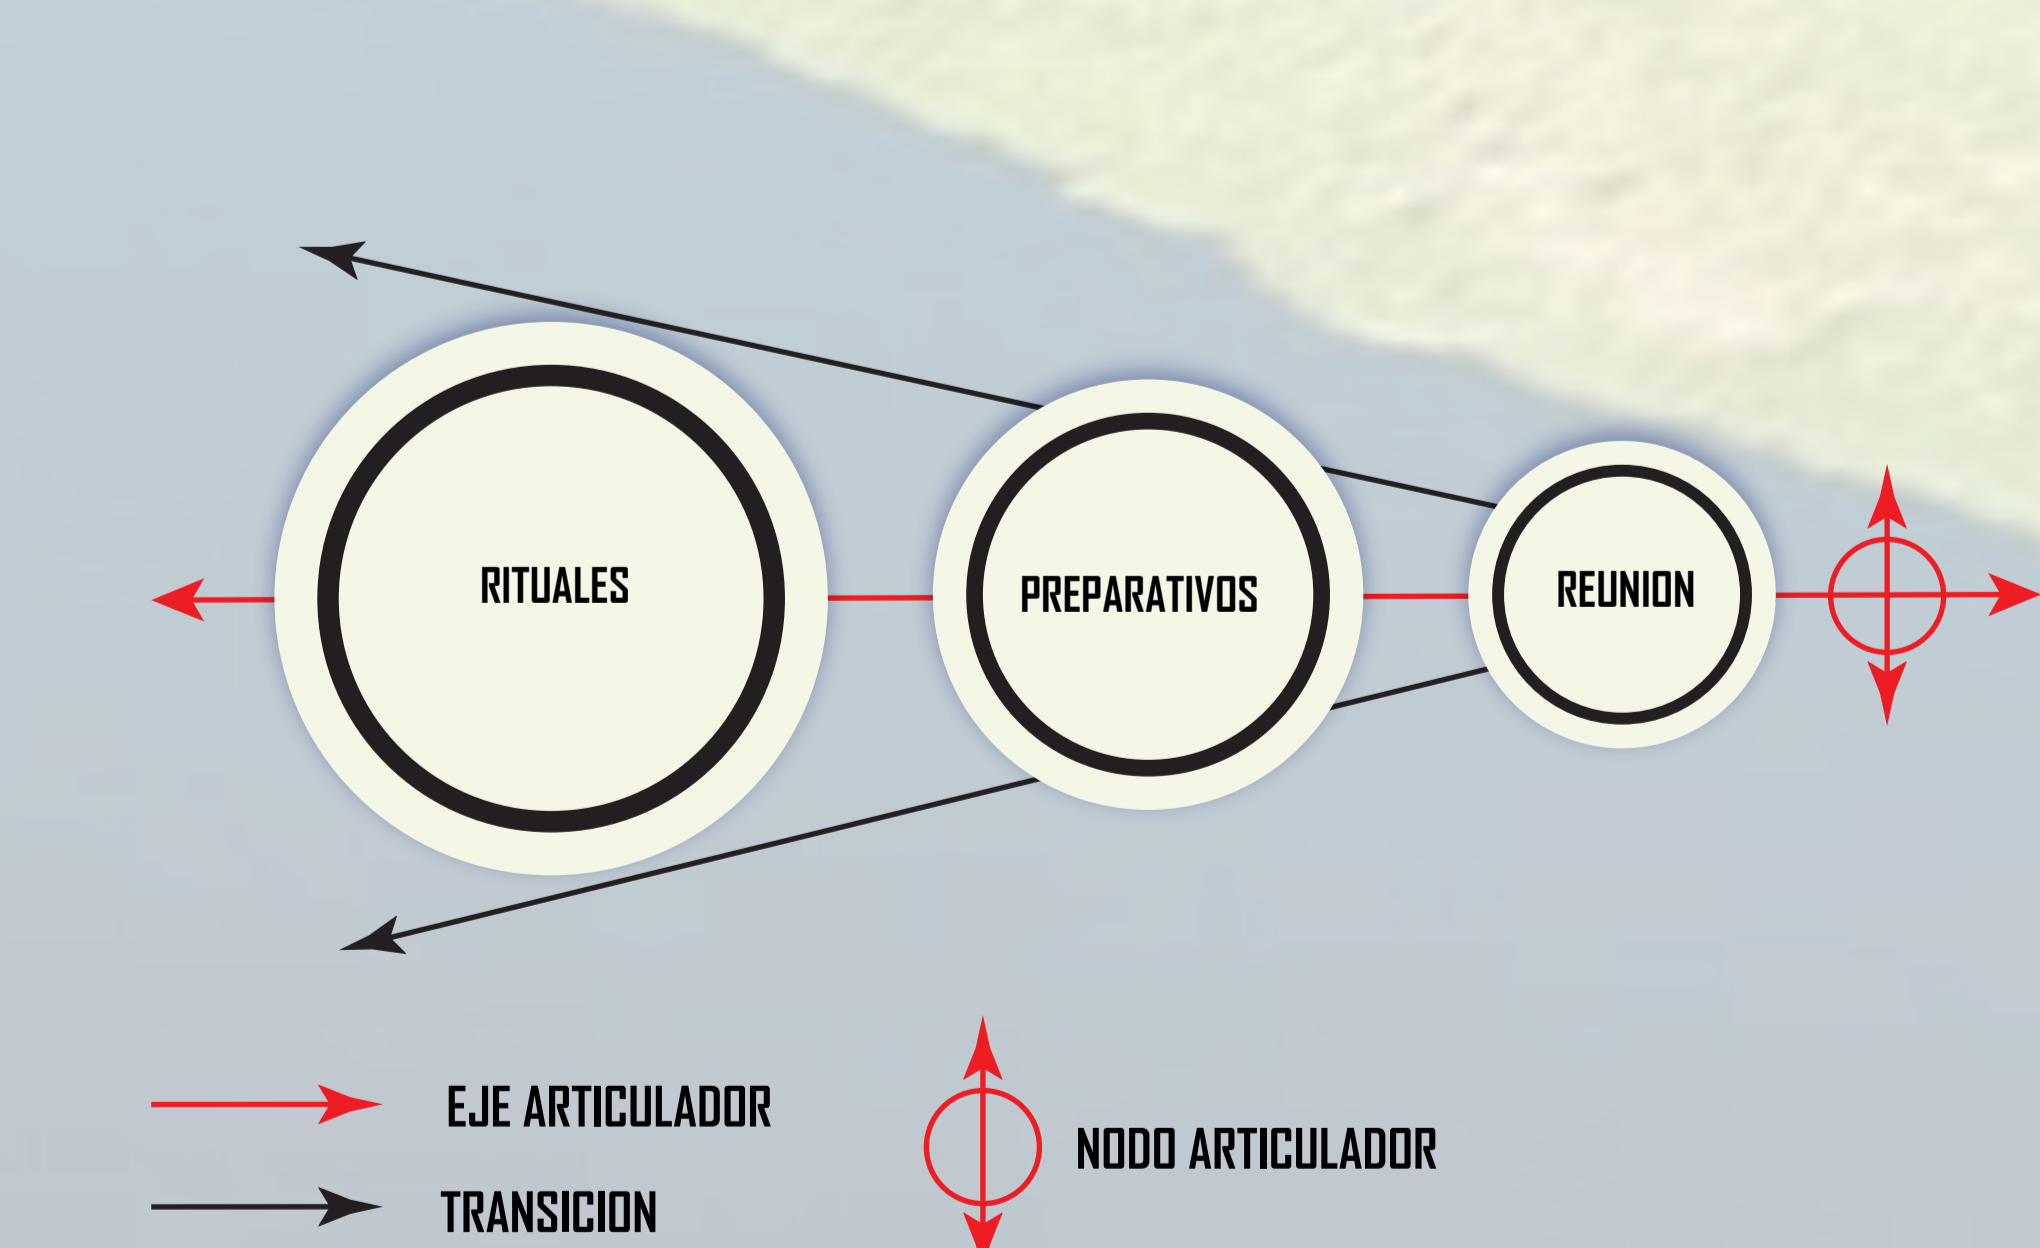 RITUALES
PREPARATIVOS
REUNION
EJE ARTICULADOR
NODO ARTICULADOR
TRANSICION